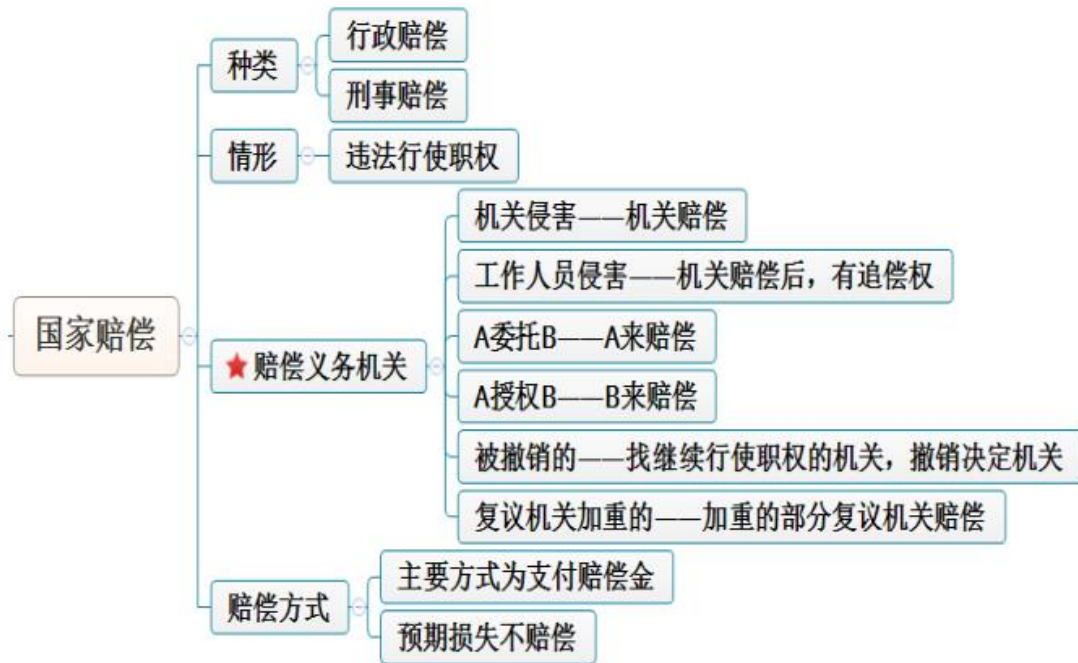 国家赔偿
种类
行政赔偿
刑事赔偿
情形
违法行使职权
赔偿义务机关
机关侵害——机关赔偿
工作人员侵害——机关赔偿后，有追偿权
A委托B——A来赔偿
A授权B——B来赔偿
被撤销的——找继续行使职权的机关，撤销决定机关
复议机关加重的——加重的部分复议机关赔偿
赔偿方式
主要方式为支付赔偿金
预期损失不赔偿